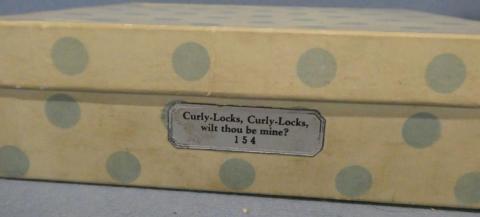 Curly-Locks, Curly-Locks,
wilt thou be mine?
154